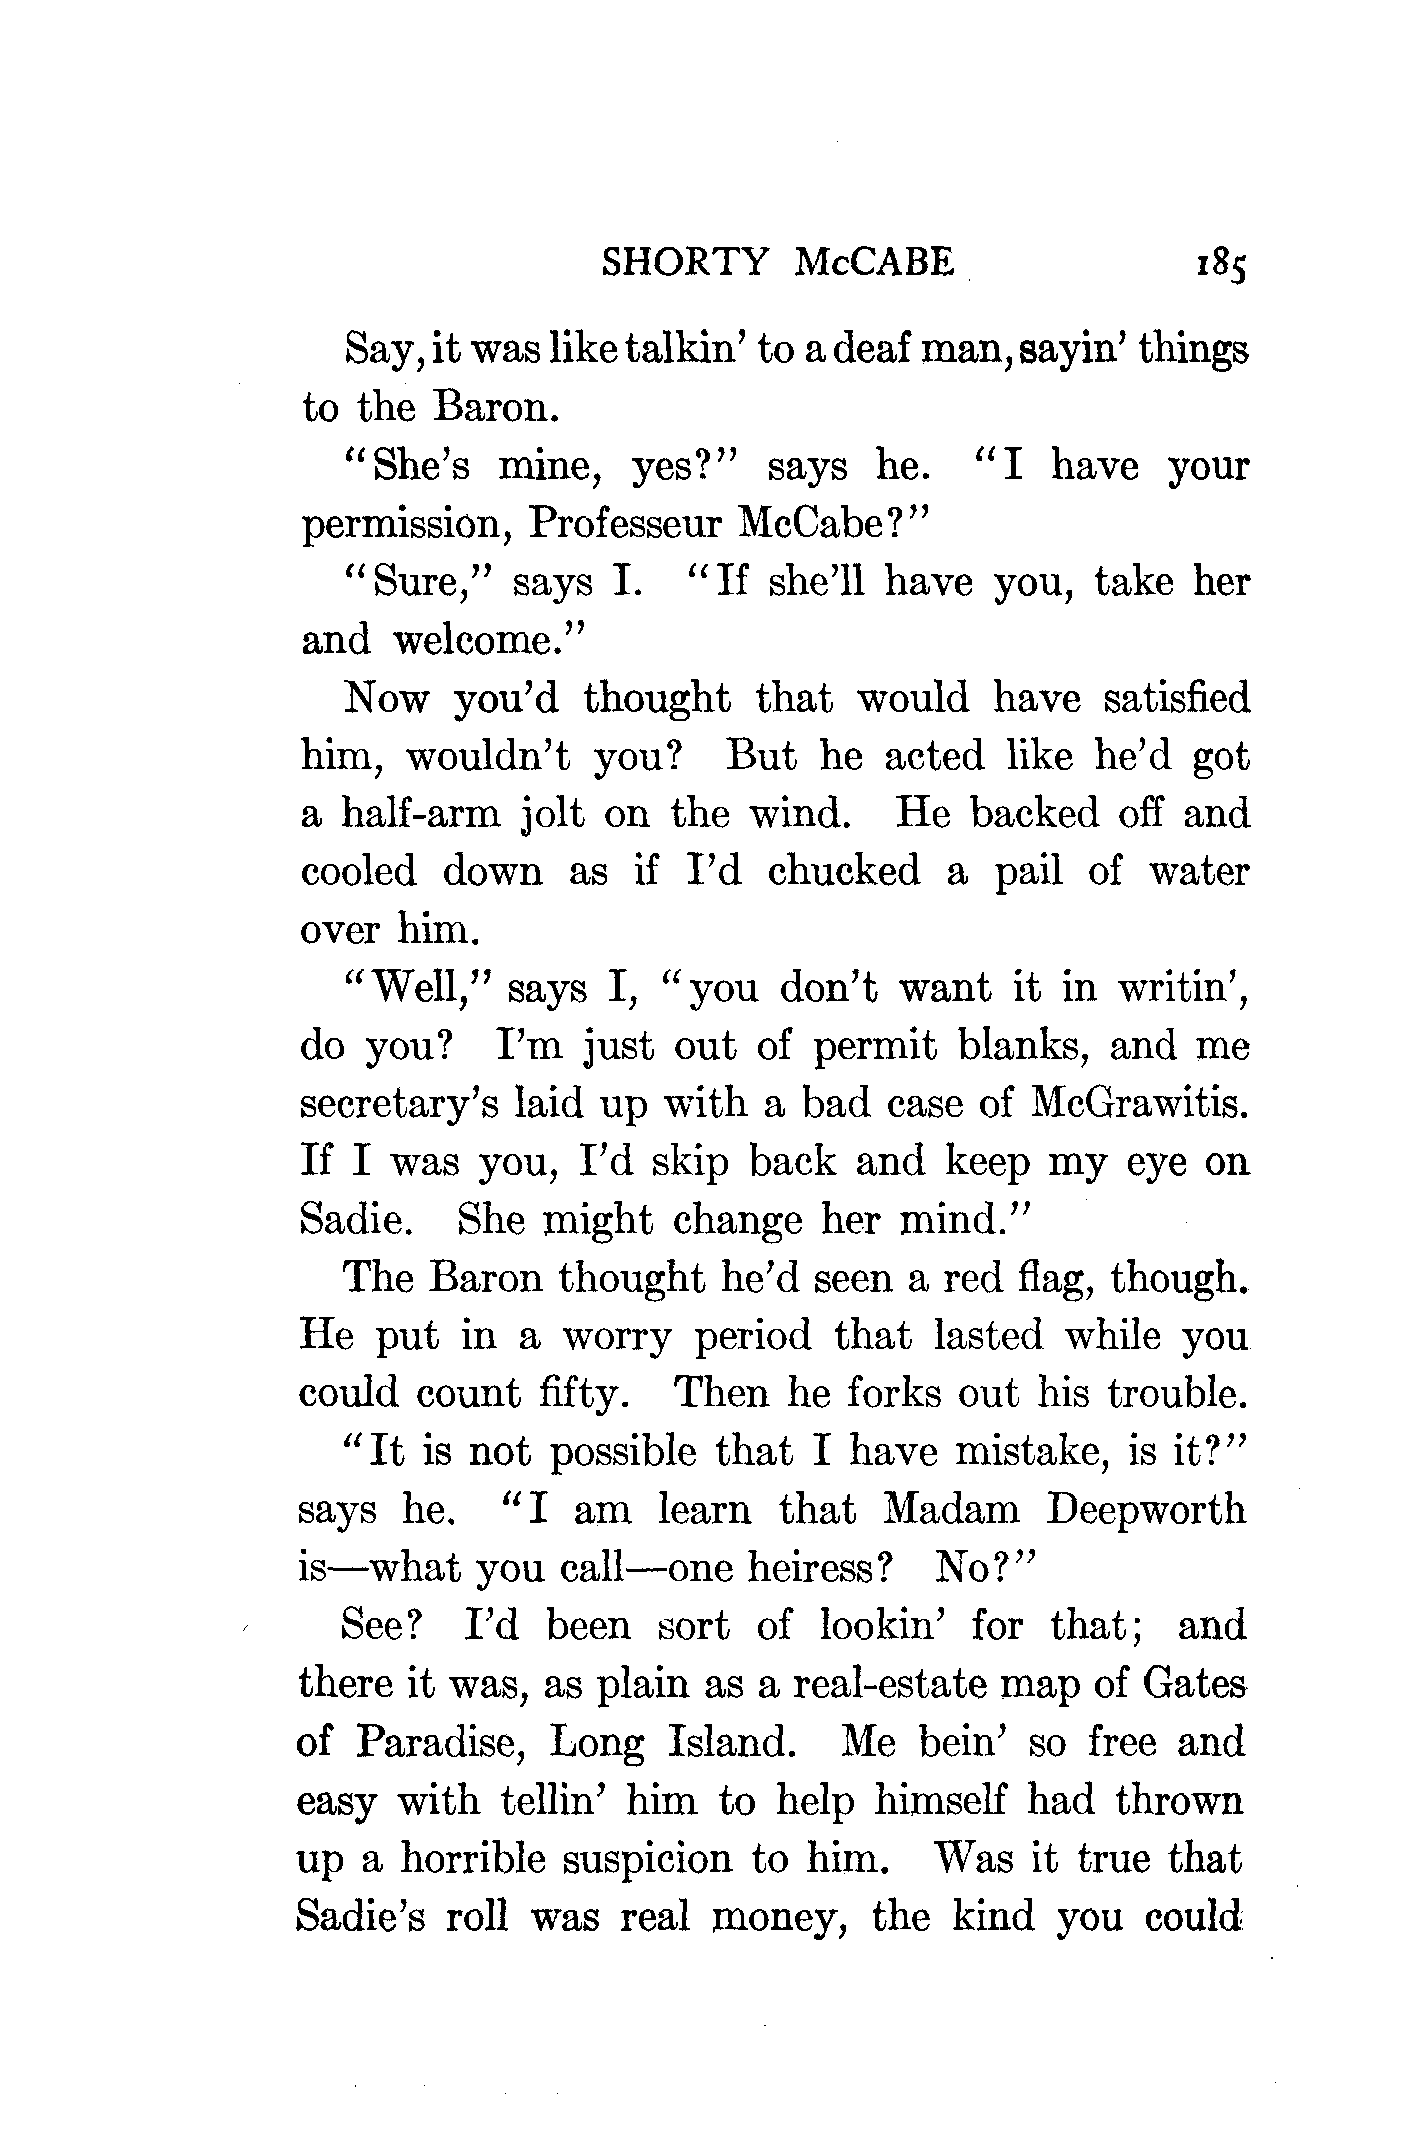 SHORTY McCABE 185
Say, it was like talkin' to a deaf man, sayin' things
to the Baron.
"She's mine, yes?" says he. "I have your
permission, Professeur McCabe?"
"Sure," says I. "If she'll have you, take her
and welcome."
Now you'd thought that would have satisfied
him, wouldn't you? But he acted like he'd got
a half-arm jolt on the wind. He backed off and
cooled down as if I'd chucked a pail of water
over him.
"Well," says I, "you don't want it in writin',
do you? I'm just out of permit blanks, and me
secretary's laid up with a bad case of McGrawitis.
If I was you, I'd skip back and keep my eye on
Sadie. She might change her mind."
The Baron thought he'd seen a red flag, though.
He put in a worry period that lasted while you
could count fifty. Then he forks out his trouble.
"It is not possible that I have mistake, is it?"
says he. "I am learn that Madam Deepworth
is—what you call—one heiress? No?"
See? I'd been sort of lookin' for that; and
there it was, as plain as a real-estate map of Gates
of Paradise, Long Island. Me bein' so free and
easy with tellin' him to help himself had thrown
up a horrible suspicion to him. Was it true that
Sadie's roll was real money, the kind you could